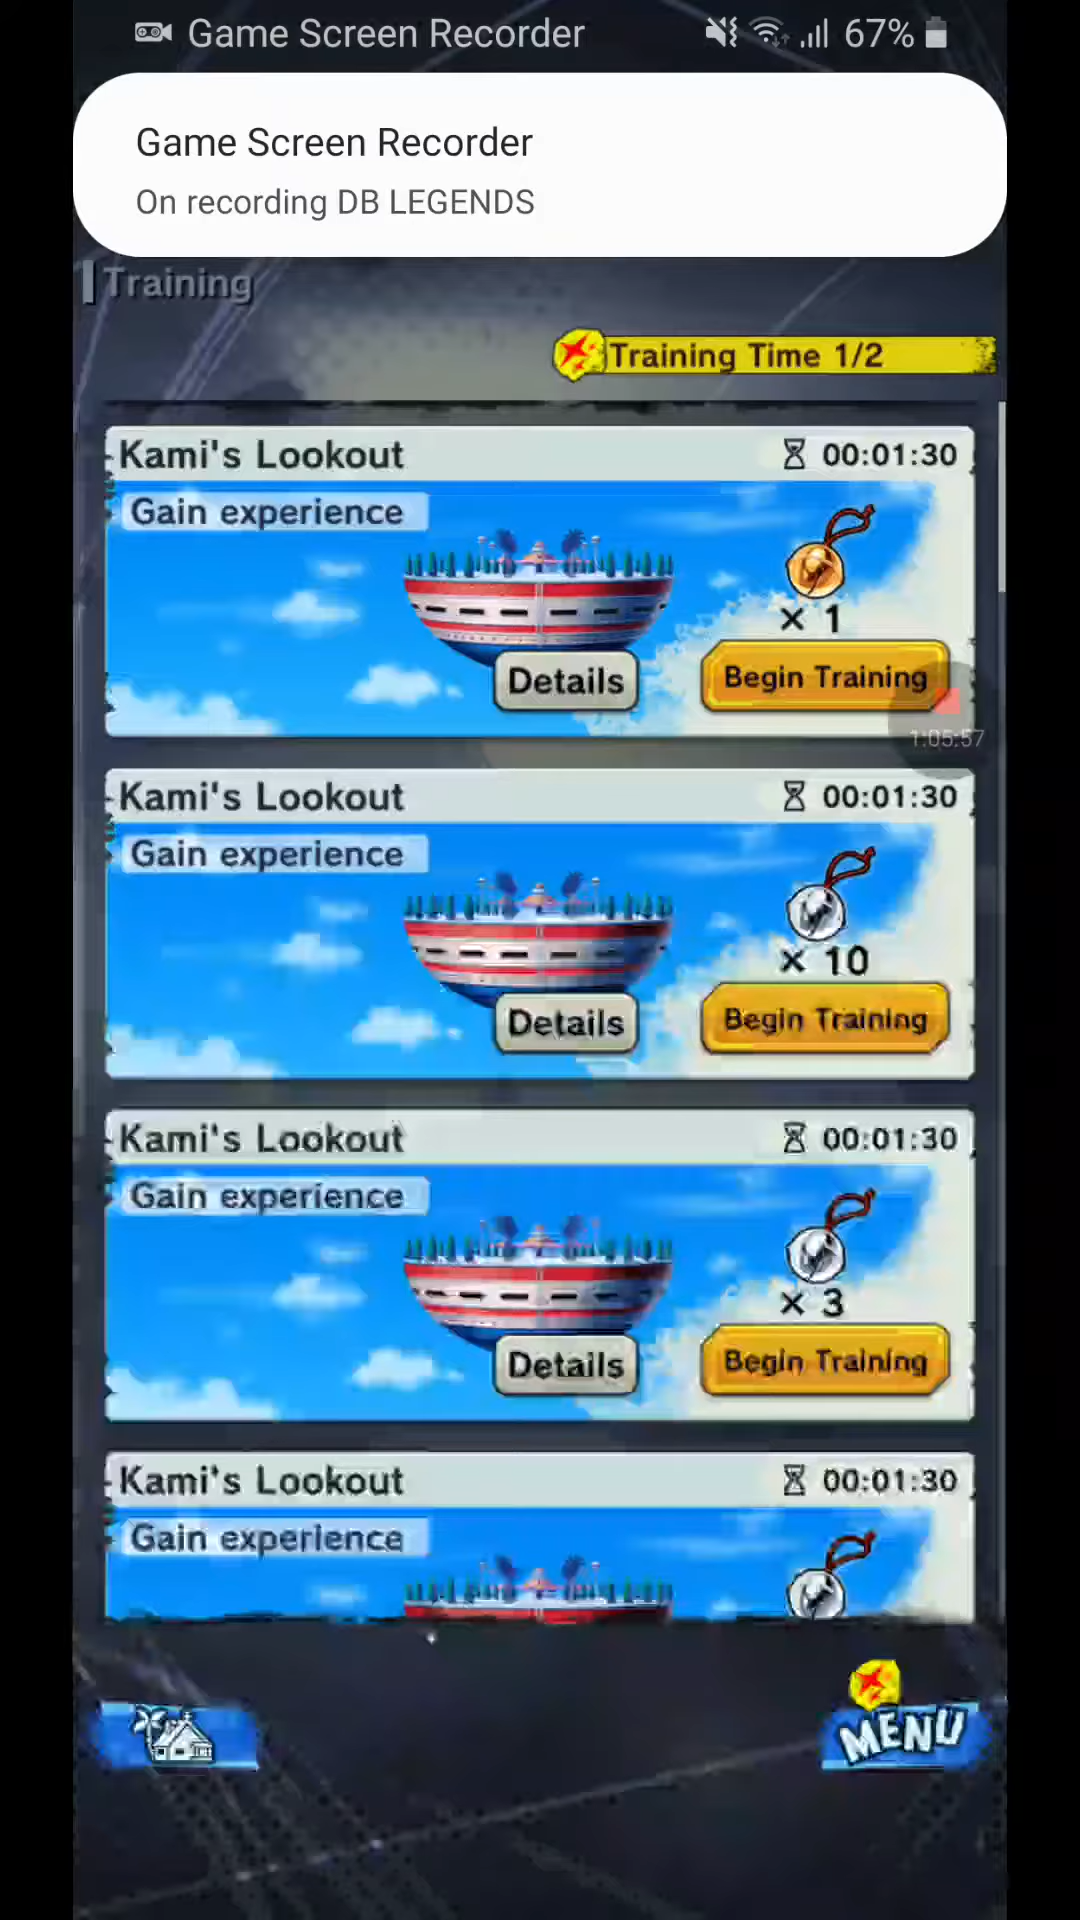 Game Screen Recorder 67%
Game Screen Recorder
On recording DB LEGENDS
Training
Training Time 1/2
Kami's Lookout 00:01:30
Gain experience
× 1
Details Begin Training
1:05:57
Kami's Lookout 00:01:30
Gain experience
× 10
Details Begin Training
Kami's Lookout 00:01:30
Gain experience
× 3
Details Begin Training
Kami's Lookout 00:01:30
Gain experience
MENU